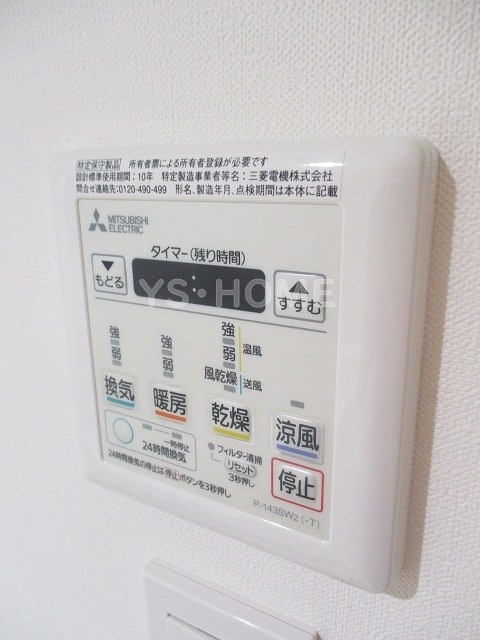 特定保守製品 所有者票による所有者登録が必要です
設計標準使用期間：10年 特定製造事業者等名：三菱電機株式会社
問合せ連絡先:0120-490-499 形名、製造年月、点検期間は本体に記載
MITSUBISHI
ELECTRIC
タイマー(残り時間)
▼
もどる
:
▲
すすむ
YS・HOME
強
弱
強
弱
強
弱
風乾燥
温風
送風
換気
暖房
乾燥
涼風
一時停止
24時間換気
フィルター清掃
リセット
3秒押し
停止
24時間換気の停止は停止ボタンを3秒押し
P-143SW2(-T)